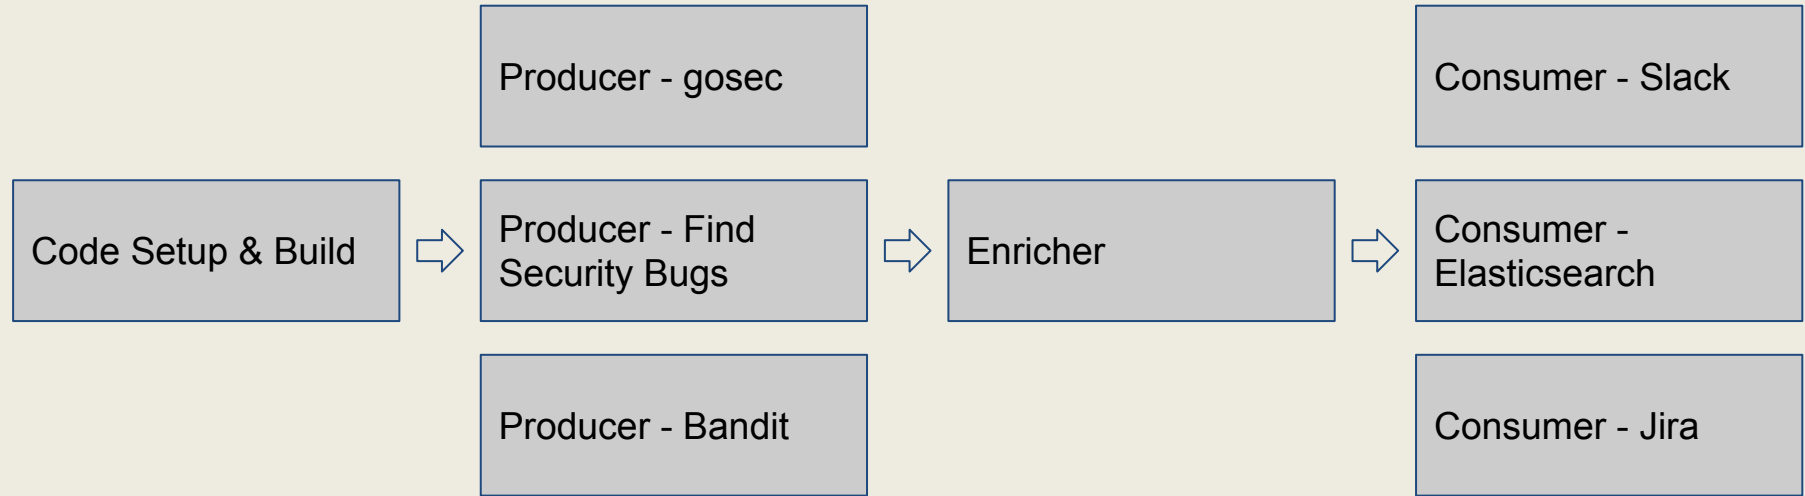 Producer - gosec
Consumer - Slack
Code Setup & Build
Producer - Find
Security Bugs
Enricher
Consumer -
Elasticsearch
Producer - Bandit
Consumer - Jira